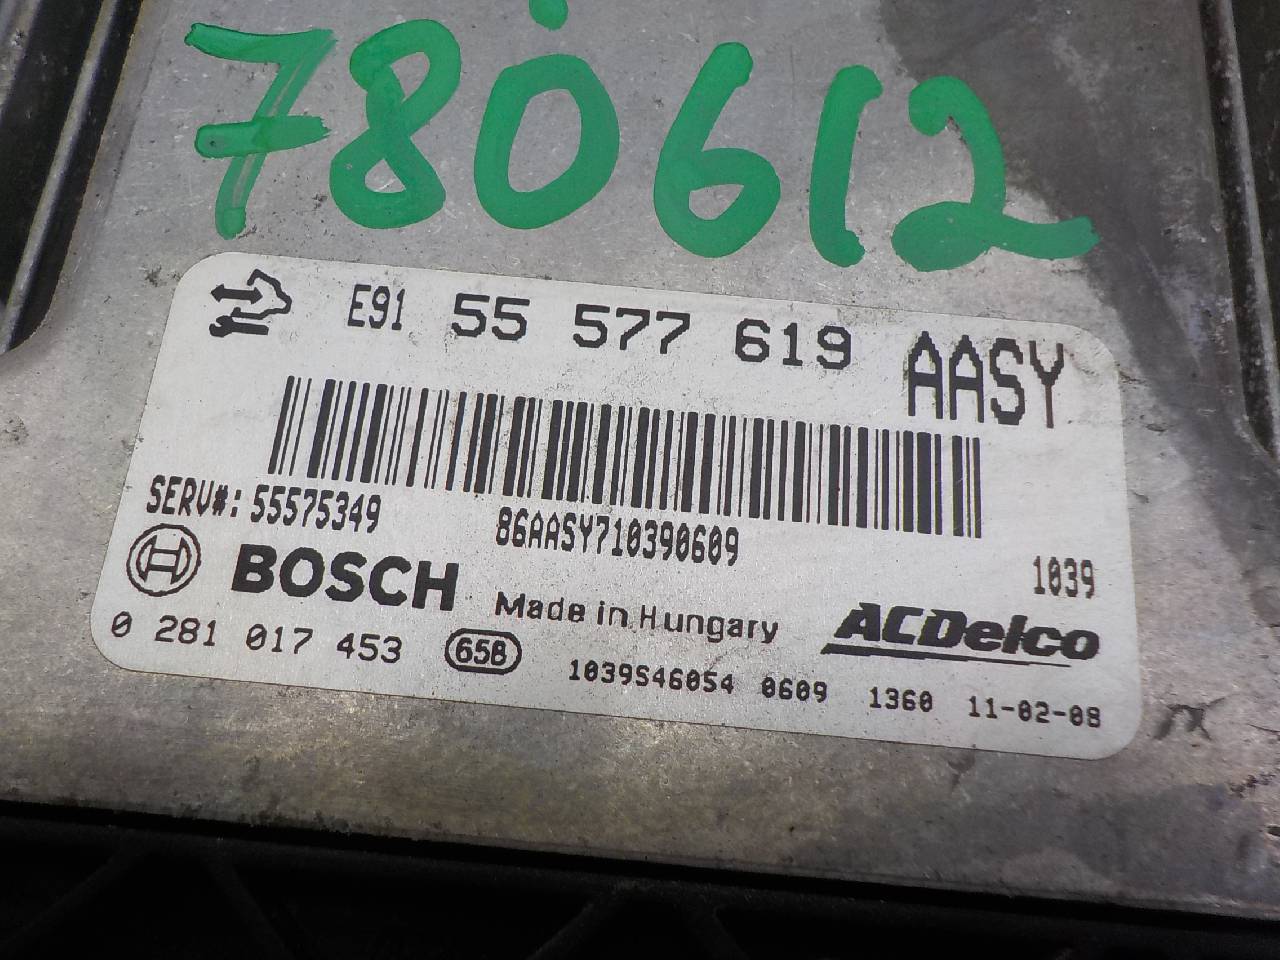 780612
E91 55 577 619 AASY
SERV#: 55575349 86AASY710390609
1039
BOSCH Made in Hungary ACDelco
0 281 017 453 65B 1039S46054 0609 1360 11-02-08